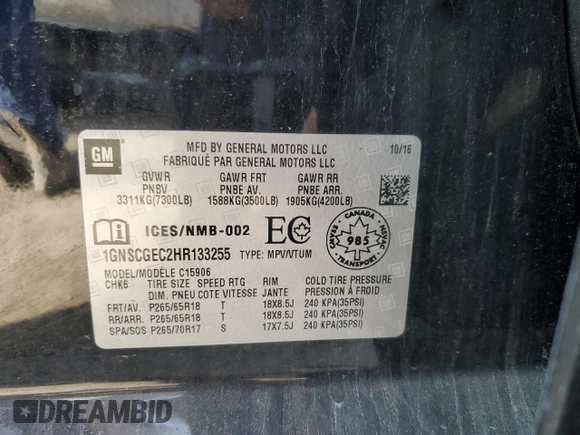 GM
MFD BY GENERAL MOTORS LLC
10/16
FABRIQUÉ PAR GENERAL MOTORS LLC
GVWR GAWR FRT GAWR RR
PNBV PNBE AV. PNBE ARR.
3311KG(7300LB) 1588KG(3500LB) 1905KG(4200LB)
ICES/NMB-002 EC
CANADA
CMVSS NSVAC
985
TRANSPORT
1GNSCGEC2HR133255 TYPE: MPV/VTUM
MODEL/MODÈLE C15906
CHK6 TIRE SIZE SPEED RTG RIM COLD TIRE PRESSURE
DIM. PNEU COTE VITESSE JANTE PRESSION À FROID
FRT/AV. P265/65R18 T 18X8.5J 240 KPA(35PSI)
RR/ARR. P265/65R18 T 18X8.5J 240 KPA(35PSI)
SPA/SOS P265/70R17 S 17X7.5J 240 KPA(35PSI)
DREAMBID